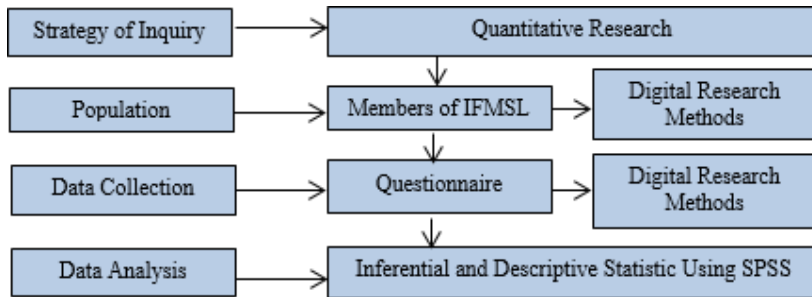 Strategy of Inquiry
Quantitative Research
Population
Members of IFMSL
Digital Research
Methods
Data Collection
Questionnaire
Digital Research
Methods
Data Analysis
Inferential and Descriptive Statistic Using SPSS